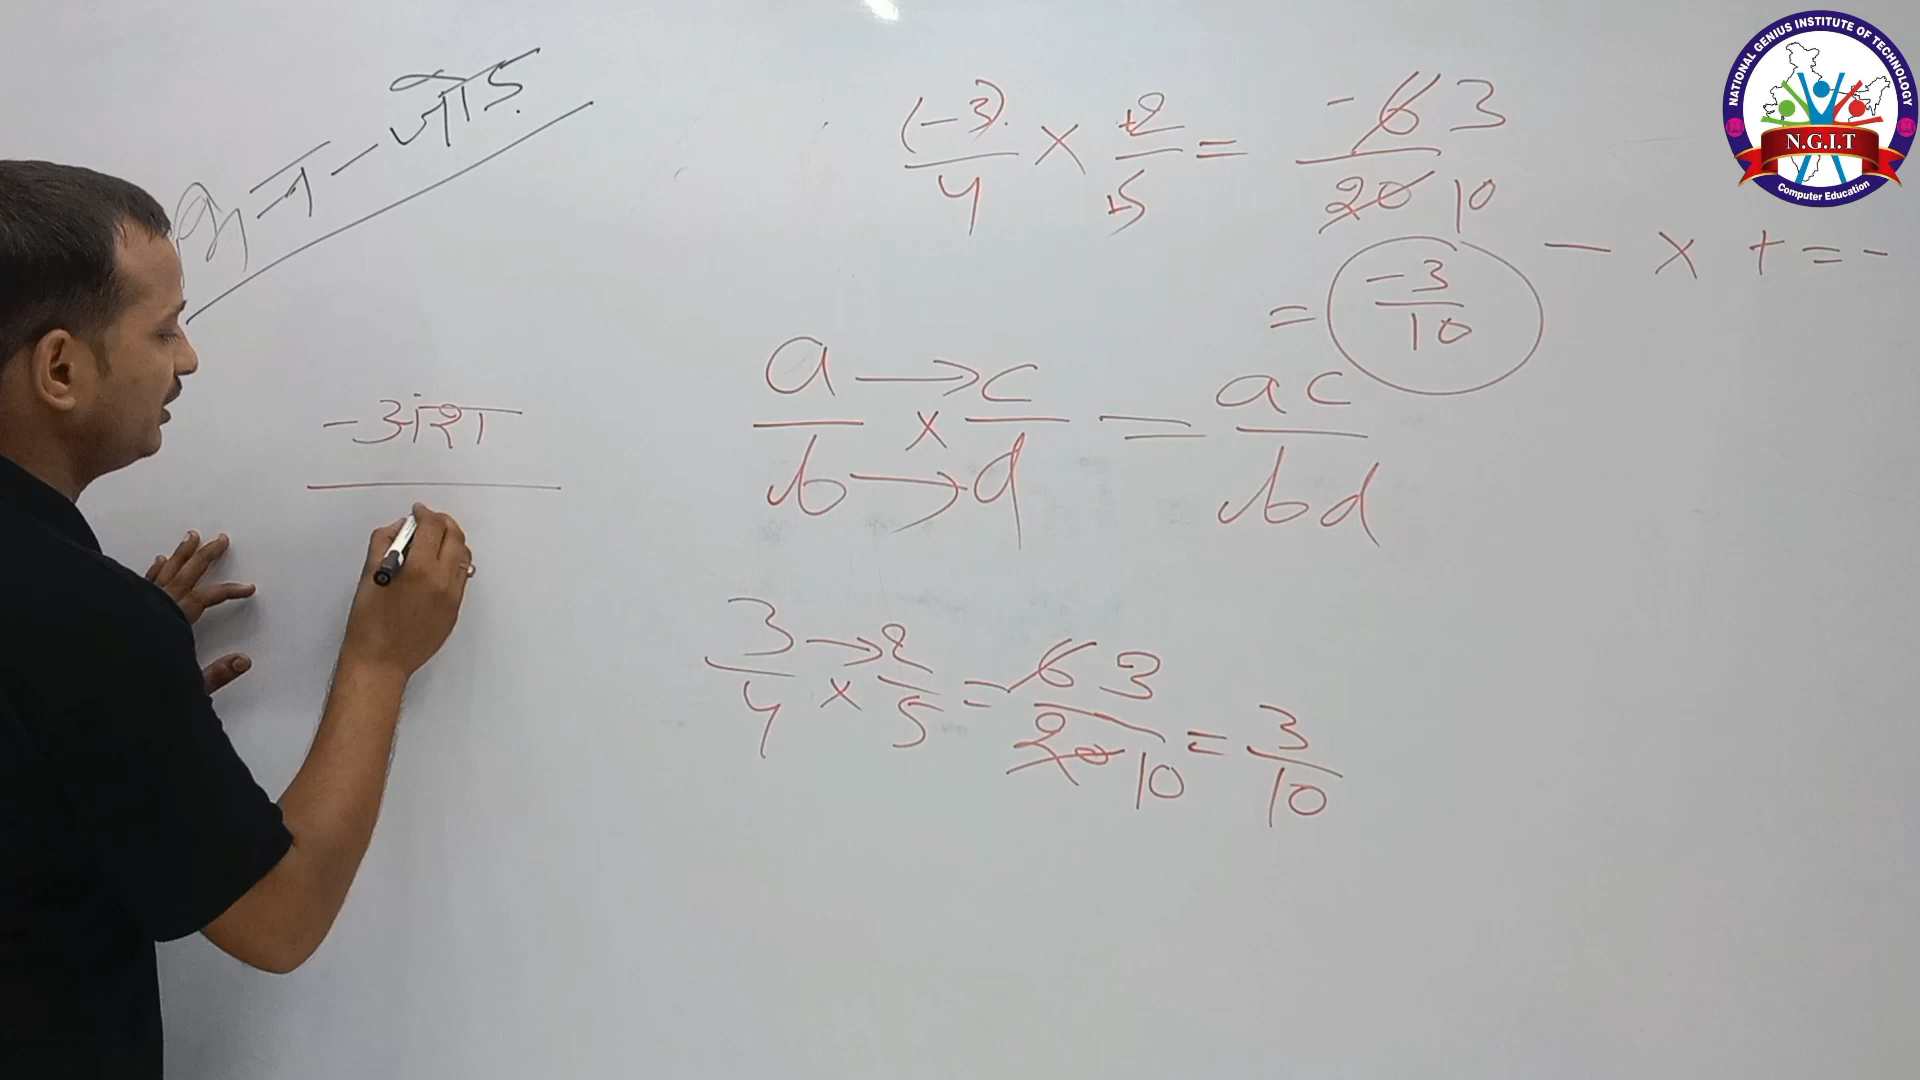 जोड़
(-3)/4 × +2/+5 = -6 3/20 10
- × + = -
= -3/10
a/b × c/d = ac/bd
-अंश
3/4 × 2/5 = 6 3/20 10 = 3/10
NATIONAL GENIUS INSTITUTE OF TECHNOLOGY
N.G.I.T
Computer Education